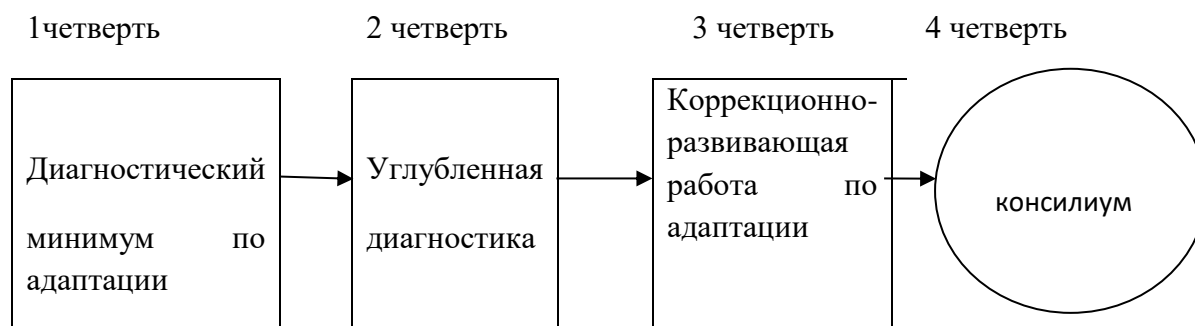 1четверть
2 четверть
3 четверть
4 четверть
Диагностический
минимум по
адаптации
Углубленная
диагностика
Коррекционно-
развивающая
работа по
адаптации
консилиум